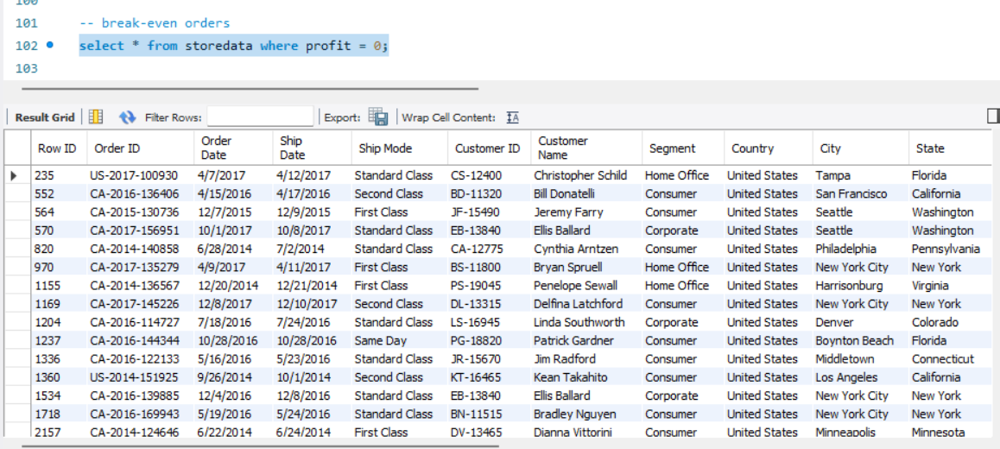 100
101 -- break-even orders
102 select * from storedata where profit = 0;
103
Result Grid Filter Rows: Export: Wrap Cell Content: IA
Row ID Order ID Order Date Ship Date Ship Mode Customer ID Customer Name Segment Country City State
235 US-2017-100930 4/7/2017 4/12/2017 Standard Class CS-12400 Christopher Schild Home Office United States Tampa Florida
552 CA-2016-136406 4/15/2016 4/17/2016 Second Class BD-11320 Bill Donatelli Consumer United States San Francisco California
564 CA-2015-130736 12/7/2015 12/9/2015 First Class JF-15490 Jeremy Farry Consumer United States Seattle Washington
570 CA-2017-156951 10/1/2017 10/8/2017 Standard Class EB-13840 Ellis Ballard Corporate United States Seattle Washington
820 CA-2014-140858 6/28/2014 7/2/2014 Standard Class CA-12775 Cynthia Arntzen Consumer United States Philadelphia Pennsylvania
970 CA-2017-135279 4/9/2017 4/11/2017 First Class BS-11800 Bryan Spruell Home Office United States New York City New York
1155 CA-2014-136567 12/20/2014 12/21/2014 First Class PS-19045 Penelope Sewall Home Office United States Harrisonburg Virginia
1169 CA-2017-145226 12/8/2017 12/10/2017 Second Class DL-13315 Delfina Latchford Consumer United States New York City New York
1204 CA-2016-114727 7/18/2016 7/24/2016 Standard Class LS-16945 Linda Southworth Corporate United States Denver Colorado
1237 CA-2016-144344 10/28/2016 10/28/2016 Same Day PG-18820 Patrick Gardner Consumer United States Boynton Beach Florida
1336 CA-2016-122133 5/16/2016 5/23/2016 Standard Class JR-15670 Jim Radford Consumer United States Middletown Connecticut
1360 US-2014-151925 9/26/2014 10/1/2014 Second Class KT-16465 Kean Takahito Consumer United States Los Angeles California
1534 CA-2016-139885 12/4/2016 12/8/2016 Standard Class EB-13840 Ellis Ballard Corporate United States New York City New York
1718 CA-2016-169943 5/19/2016 5/24/2016 Standard Class BN-11515 Bradley Nguyen Consumer United States New York City New York
2157 CA-2014-124646 6/22/2014 6/24/2014 First Class DV-13465 Dianna Vittorini Consumer United States Minneapolis Minnesota